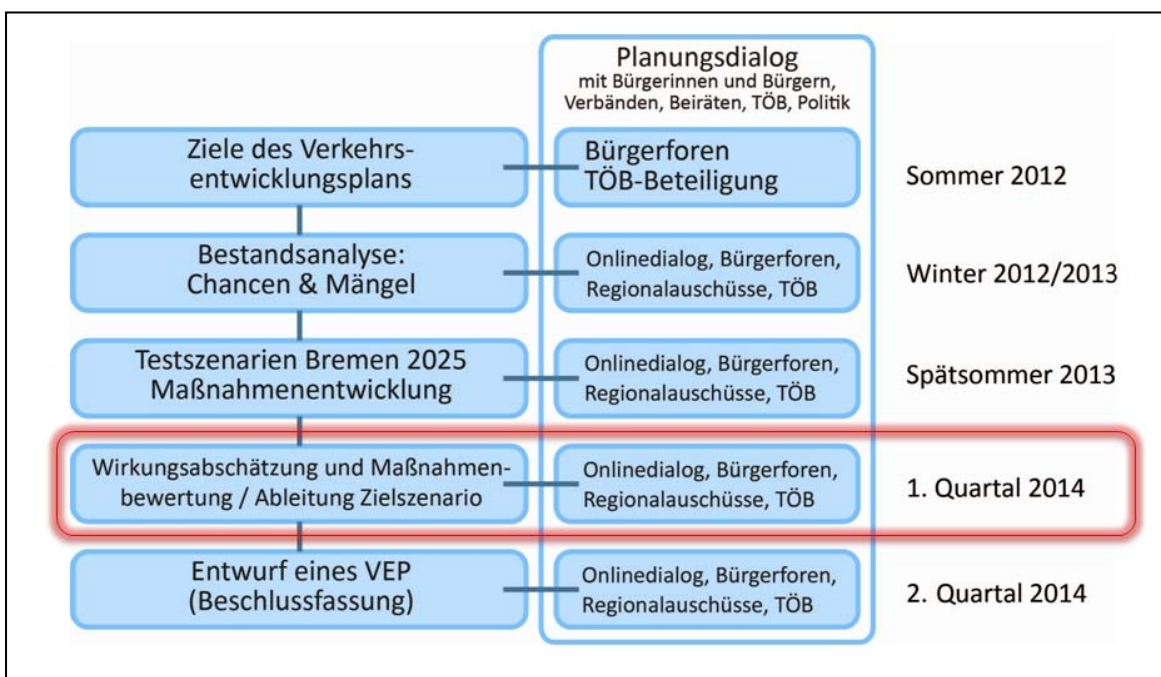 Planungsdialog
mit Bürgerinnen und Bürgern,
Verbänden, Beiräten, TÖB, Politik
Ziele des Verkehrs-
entwicklungsplans
Bürgerforen
TÖB-Beteiligung
Sommer 2012
Bestandsanalyse:
Chancen & Mängel
Onlinedialog, Bürgerforen,
Regionalauschüsse, TÖB
Winter 2012/2013
Testszenarien Bremen 2025
Maßnahmenentwicklung
Onlinedialog, Bürgerforen,
Regionalauschüsse, TÖB
Spätsommer 2013
Wirkungsabschätzung und Maßnahmen-
bewertung / Ableitung Zielszenario
Onlinedialog, Bürgerforen,
Regionalauschüsse, TÖB
1. Quartal 2014
Entwurf eines VEP
(Beschlussfassung)
Onlinedialog, Bürgerforen,
Regionalauschüsse, TÖB
2. Quartal 2014